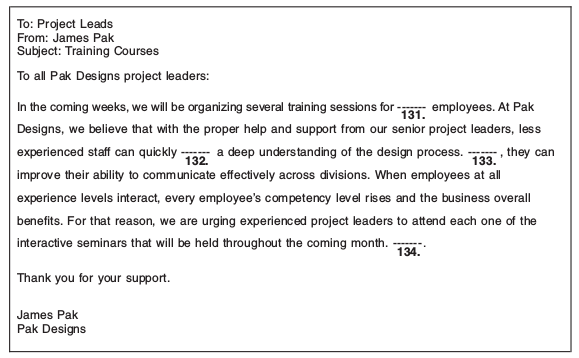 To: Project Leads
From: James Pak
Subject: Training Courses
To all Pak Designs project leaders:
In the coming weeks, we will be organizing several training sessions for ------- employees. At Pak
131.
Designs, we believe that with the proper help and support from our senior project leaders, less
experienced staff can quickly ------- a deep understanding of the design process. ------- , they can
132. 133.
improve their ability to communicate effectively across divisions. When employees at all
experience levels interact, every employee's competency level rises and the business overall
benefits. For that reason, we are urging experienced project leaders to attend each one of the
interactive seminars that will be held throughout the coming month. -------.
134.
Thank you for your support.
James Pak
Pak Designs